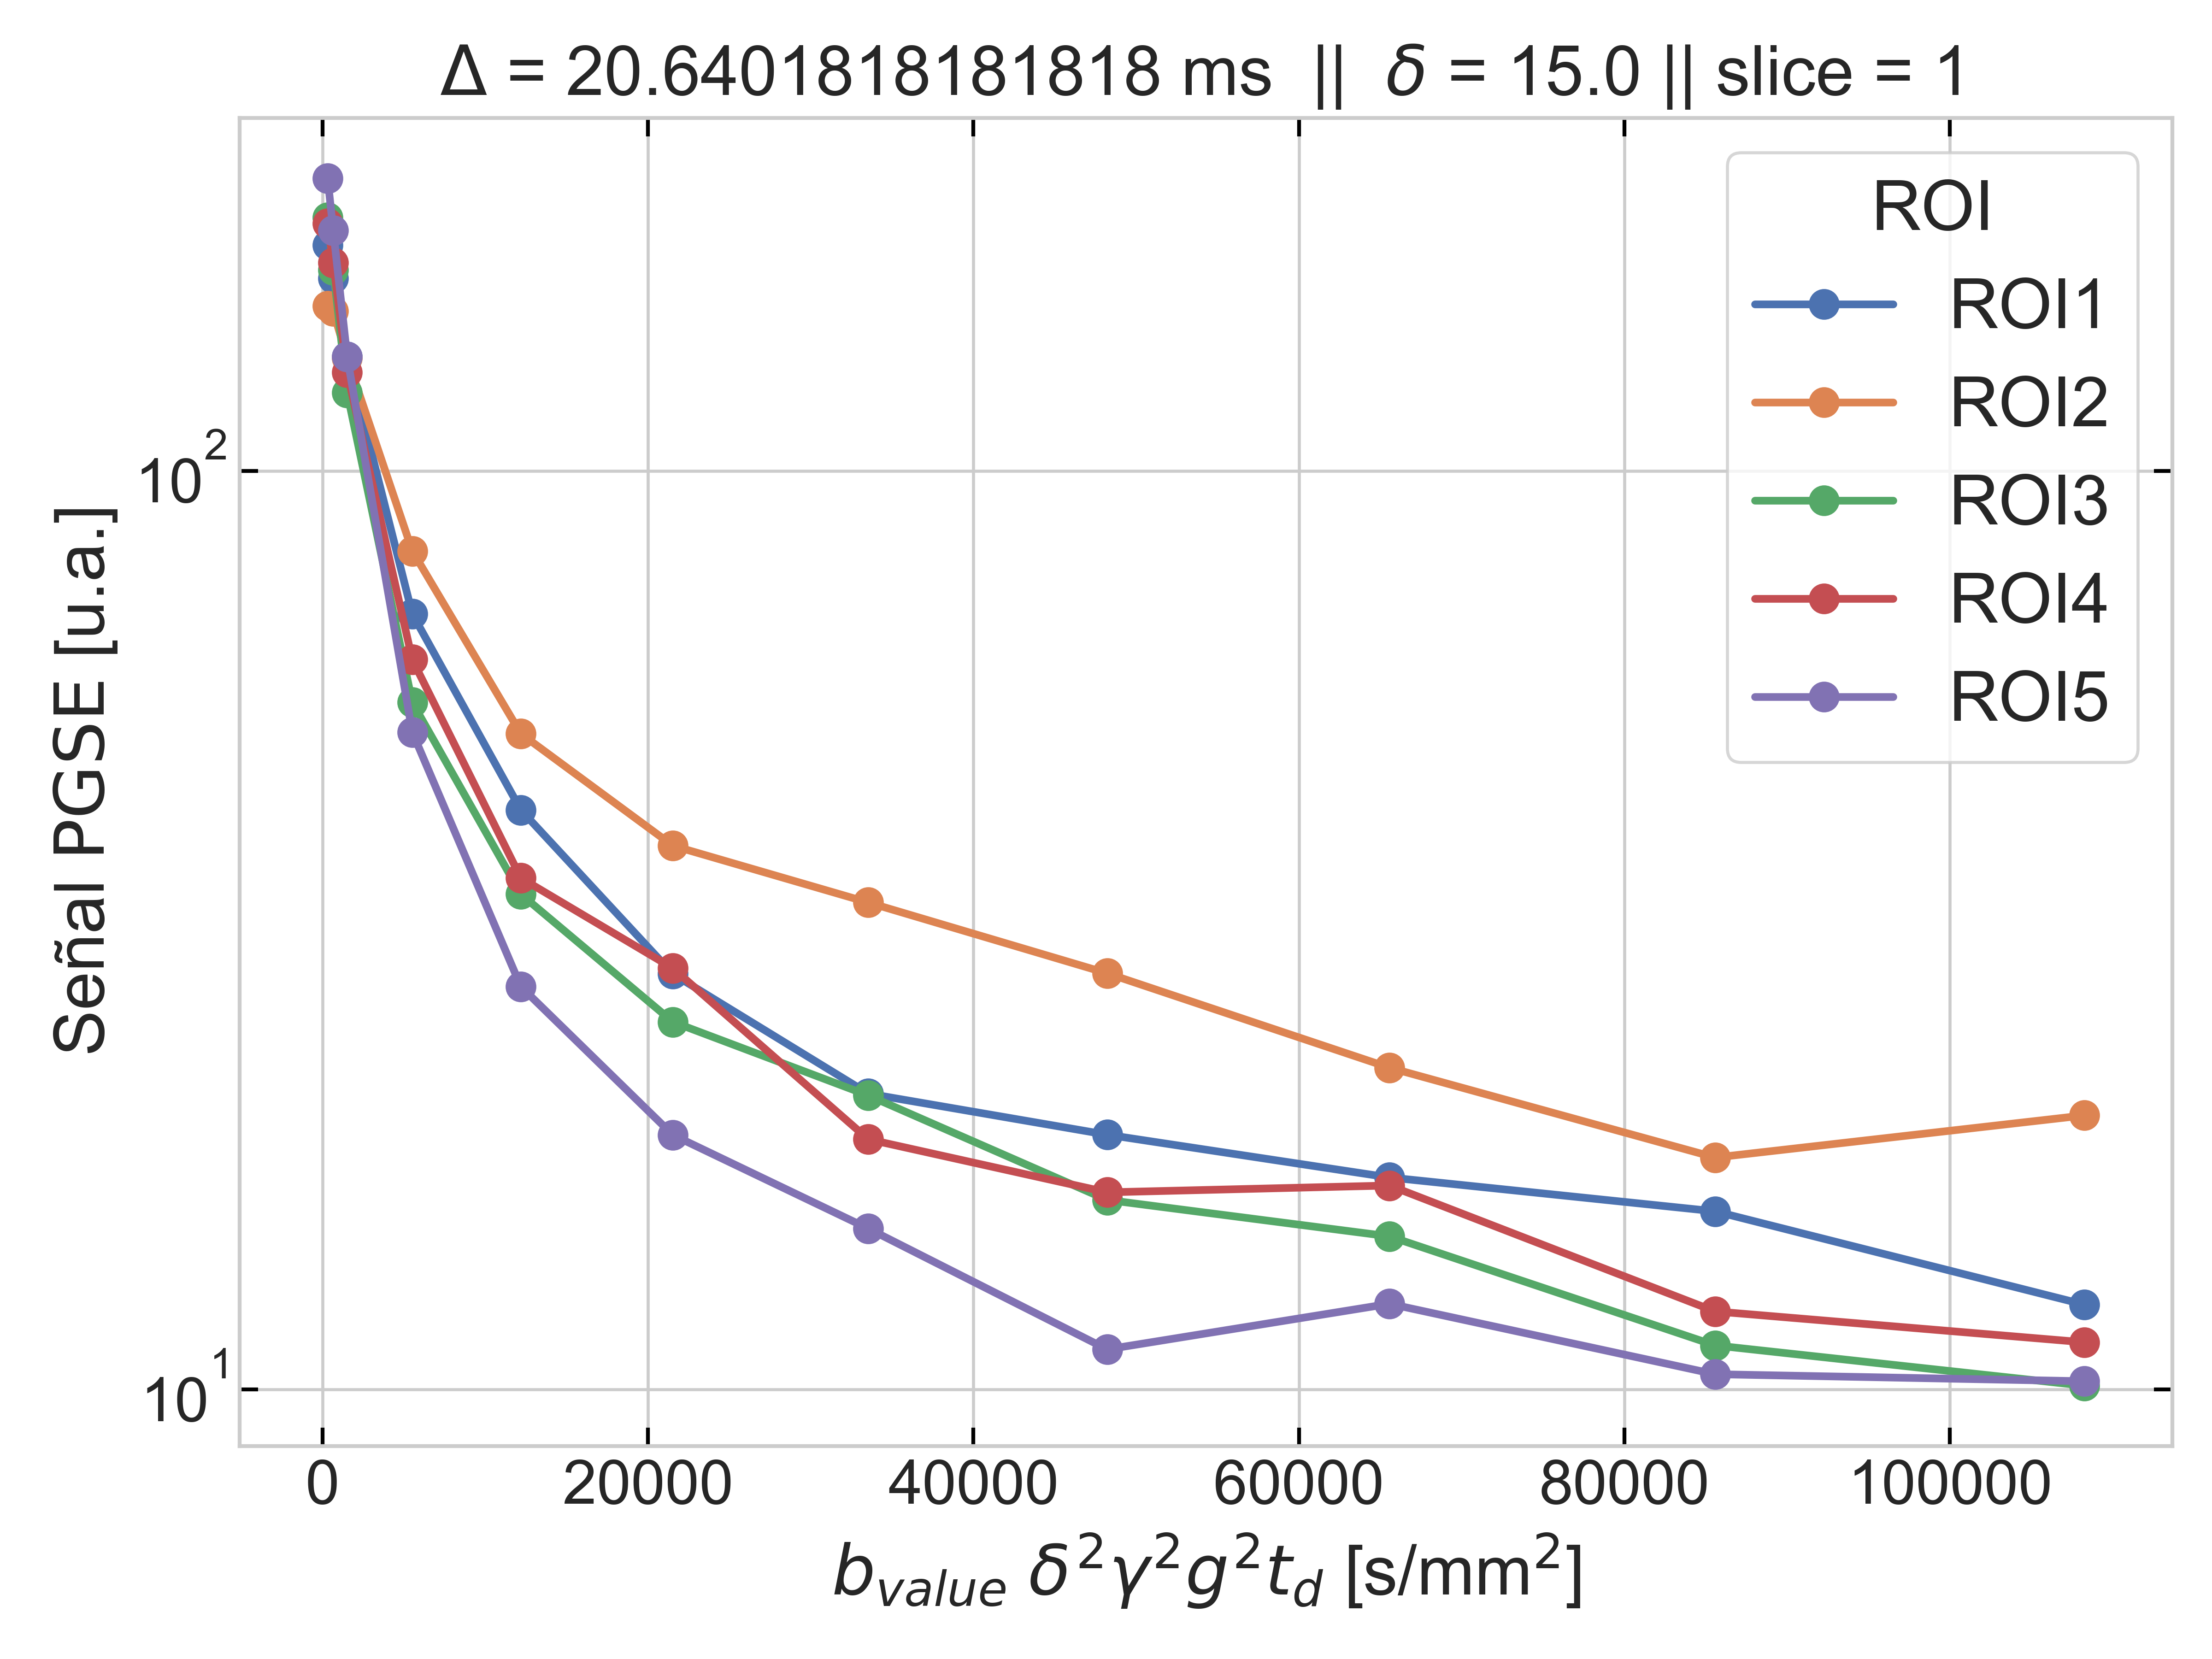 Δ = 20.64018181818181818 ms || δ = 15.0 || slice = 1
Señal PGSE [u.a.]
10²
10¹
ROI
ROI1
ROI2
ROI3
ROI4
ROI5
0 20000 40000 60000 80000 100000
b_value δ²γ²g²t_d [s/mm²]